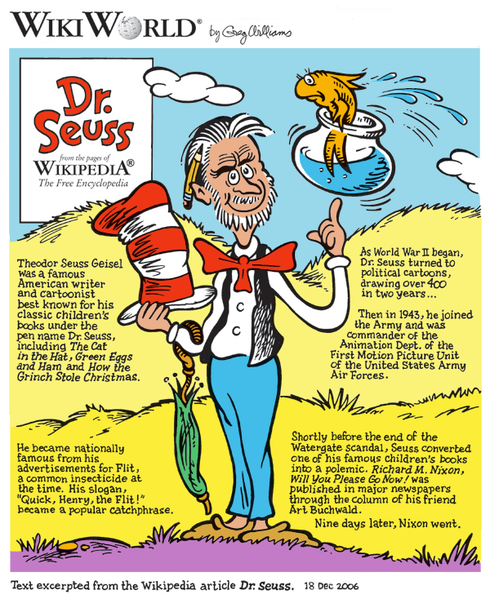 WIKIWORLD® by Greg Williams
Dr.
Seuss
from the pages of
WIKIPEDIA®
The Free Encyclopedia
Theodor Seuss Geisel
was a famous
American writer
and cartoonist
best known for his
classic children's
books under the
pen name Dr. Seuss,
including The Cat
in the Hat, Green Eggs
and Ham and How the
Grinch Stole Christmas.
As World War II began,
Dr. Seuss turned to
political cartoons,
drawing over 400
in two years...
Then in 1943, he joined
the Army and was
commander of the
Animation Dept. of the
First Motion Picture Unit
of the United States Army
Air Forces.
He became nationally
famous from his
advertisements for Flit,
a common insecticide at
the time. His slogan,
"Quick, Henry, the Flit!"
became a popular catchphrase.
Shortly before the end of the
Watergate scandal, Seuss converted
one of his famous children's books
into a polemic. Richard M. Nixon,
Will You Please Go Now! was
published in major newspapers
through the column of his friend
Art Buchwald.
Nine days later, Nixon went.
Text excerpted from the Wikipedia article Dr. Seuss. 18 DEC 2006